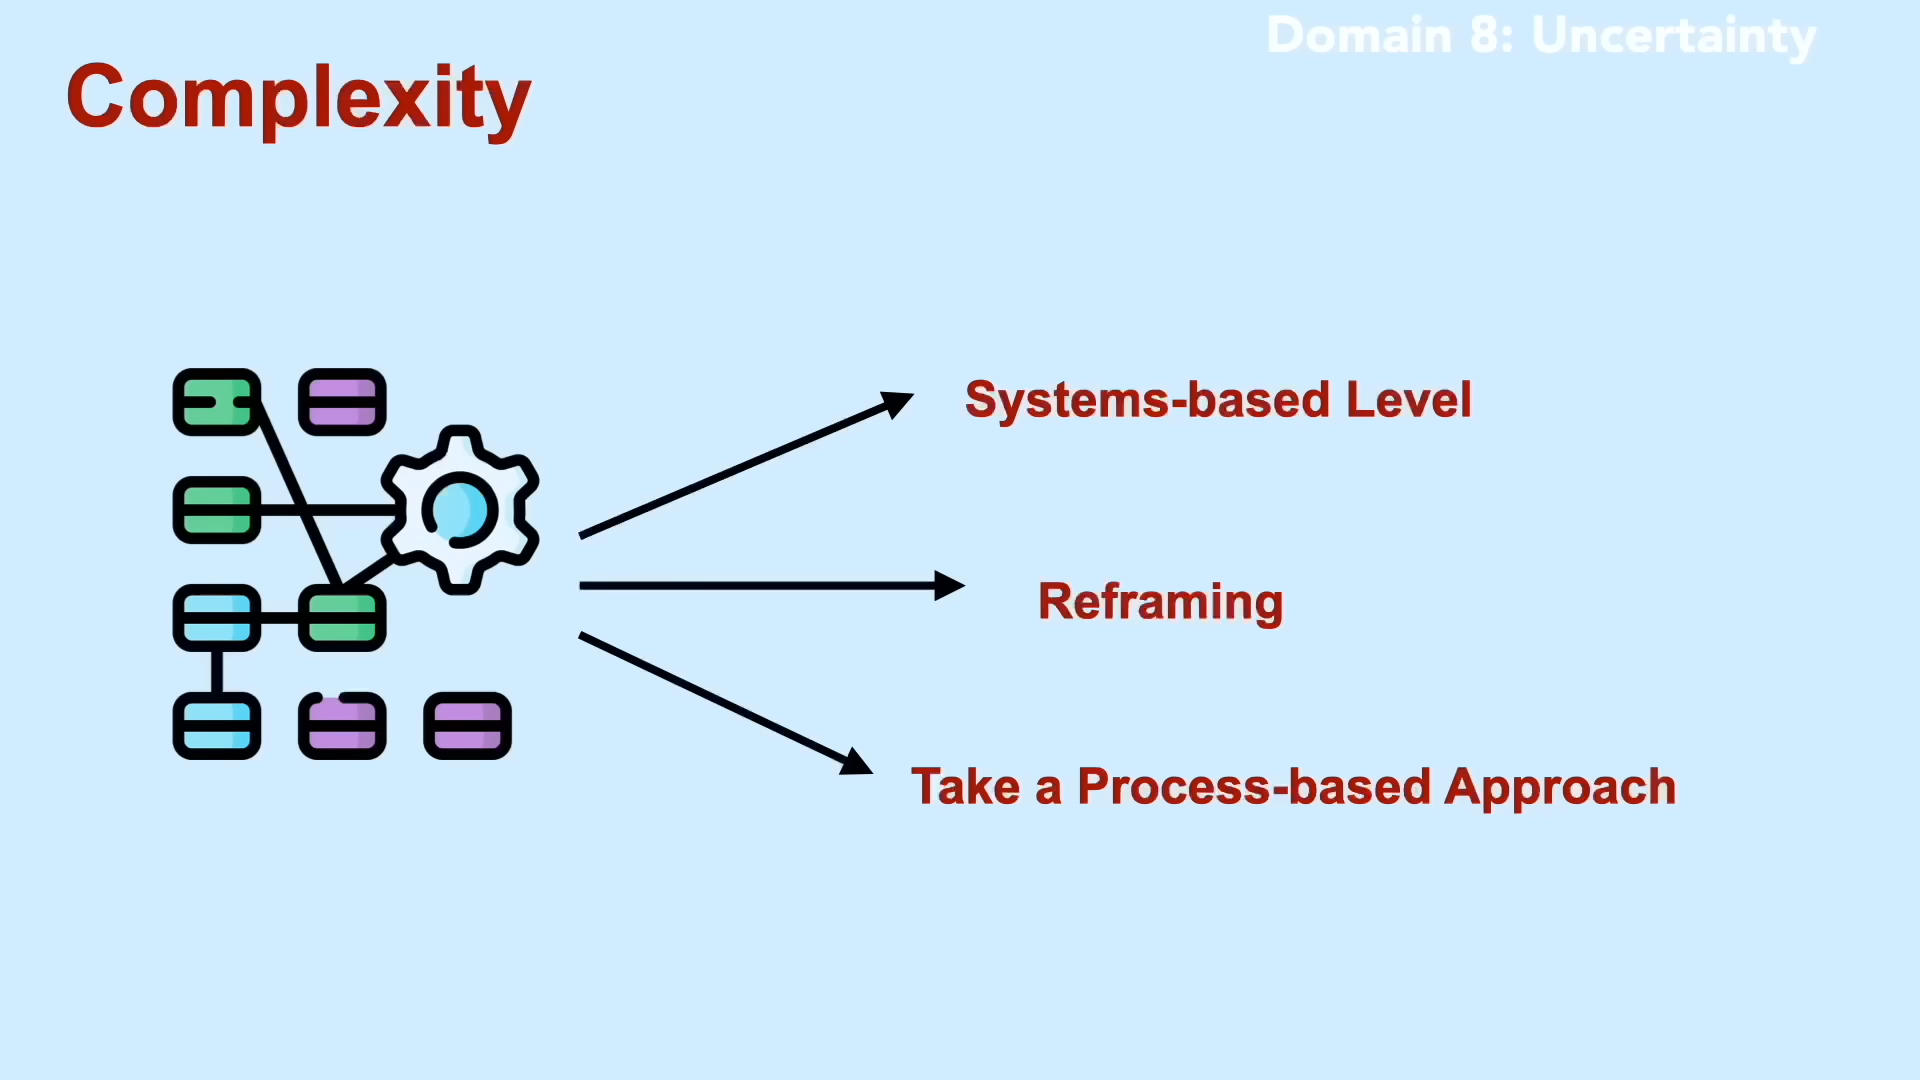 Domain 8: Uncertainty
Complexity
Systems-based Level
Reframing
Take a Process-based Approach